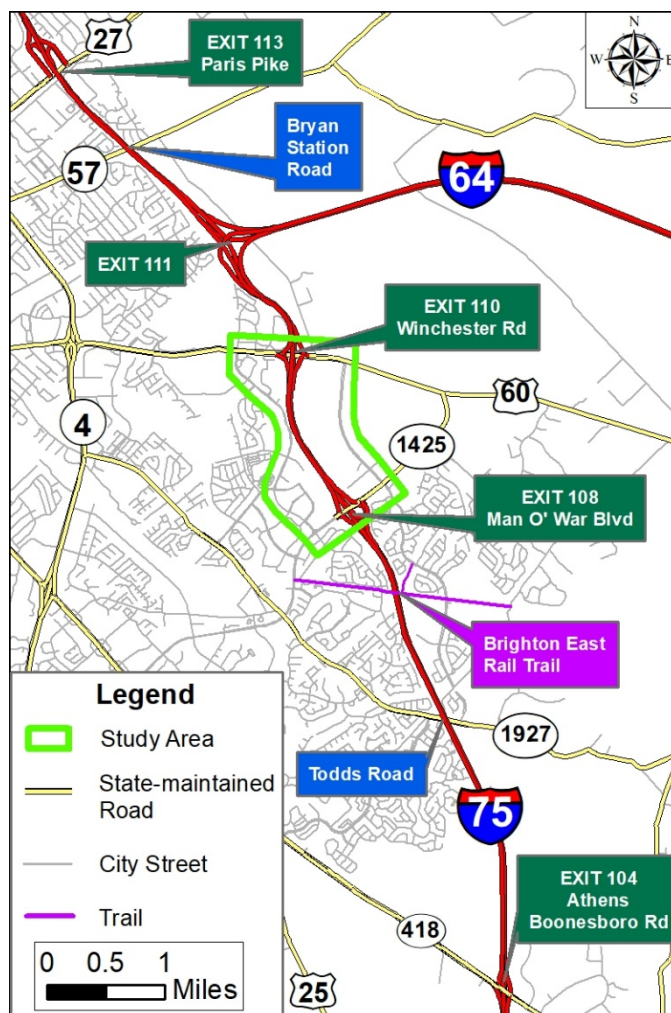 27
EXIT 113
Paris Pike
N
W
E
S
Bryan
Station
Road
57
64
EXIT 111
EXIT 110
Winchester Rd
60
4
1425
EXIT 108
Man O' War Blvd
Brighton East
Rail Trail
Legend
Study Area
State-maintained
Road
City Street
Trail
0 0.5 1
Miles
1927
Todds Road
75
EXIT 104
Athens
Boonesboro Rd
418
25